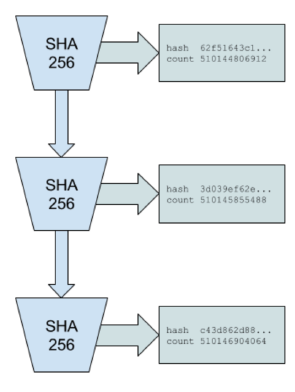 SHA
256
hash 62f51643c1...
count 510144806912
SHA
256
hash 3d039ef62e...
count 510145855488
SHA
256
hash c43d862d88...
count 510146904064